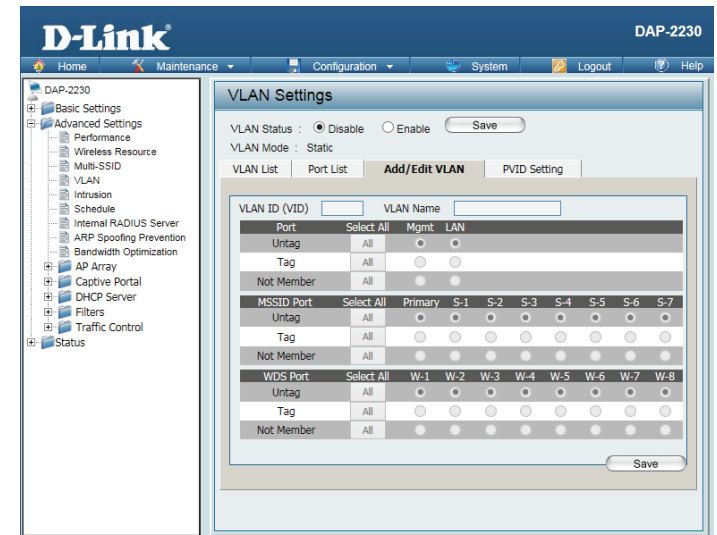 D-Link®
DAP-2230
Home Maintenance Configuration System Logout Help
DAP-2230
Basic Settings
Advanced Settings
Performance
Wireless Resource
Multi-SSID
VLAN
Intrusion
Schedule
Internal RADIUS Server
ARP Spoofing Prevention
Bandwidth Optimization
AP Array
Captive Portal
DHCP Server
Filters
Traffic Control
Status
VLAN Settings
VLAN Status : Disable Enable Save
VLAN Mode : Static
VLAN List Port List Add/Edit VLAN PVID Setting
VLAN ID (VID) VLAN Name
Port Select All Mgmt LAN
Untag All
Tag All
Not Member All
MSSID Port Select All Primary S-1 S-2 S-3 S-4 S-5 S-6 S-7
Untag All
Tag All
Not Member All
WDS Port Select All W-1 W-2 W-3 W-4 W-5 W-6 W-7 W-8
Untag All
Tag All
Not Member All
Save